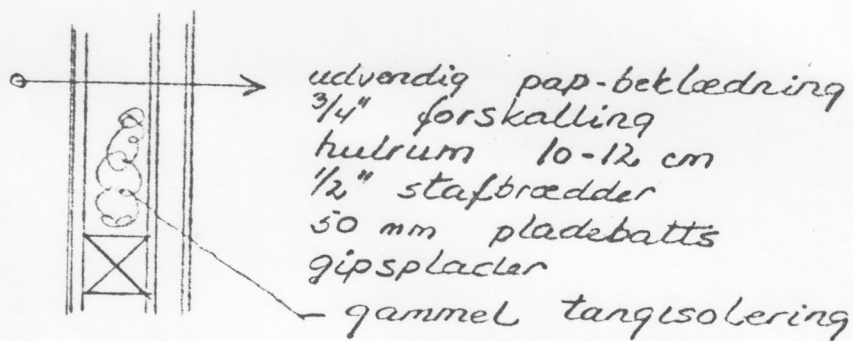 udvendig pap-beklædning
3/4" forskalling
hulrum 10-12 cm
1/2" stafbrædder
50 mm pladebatts
gipsplader
gammel tangisolering